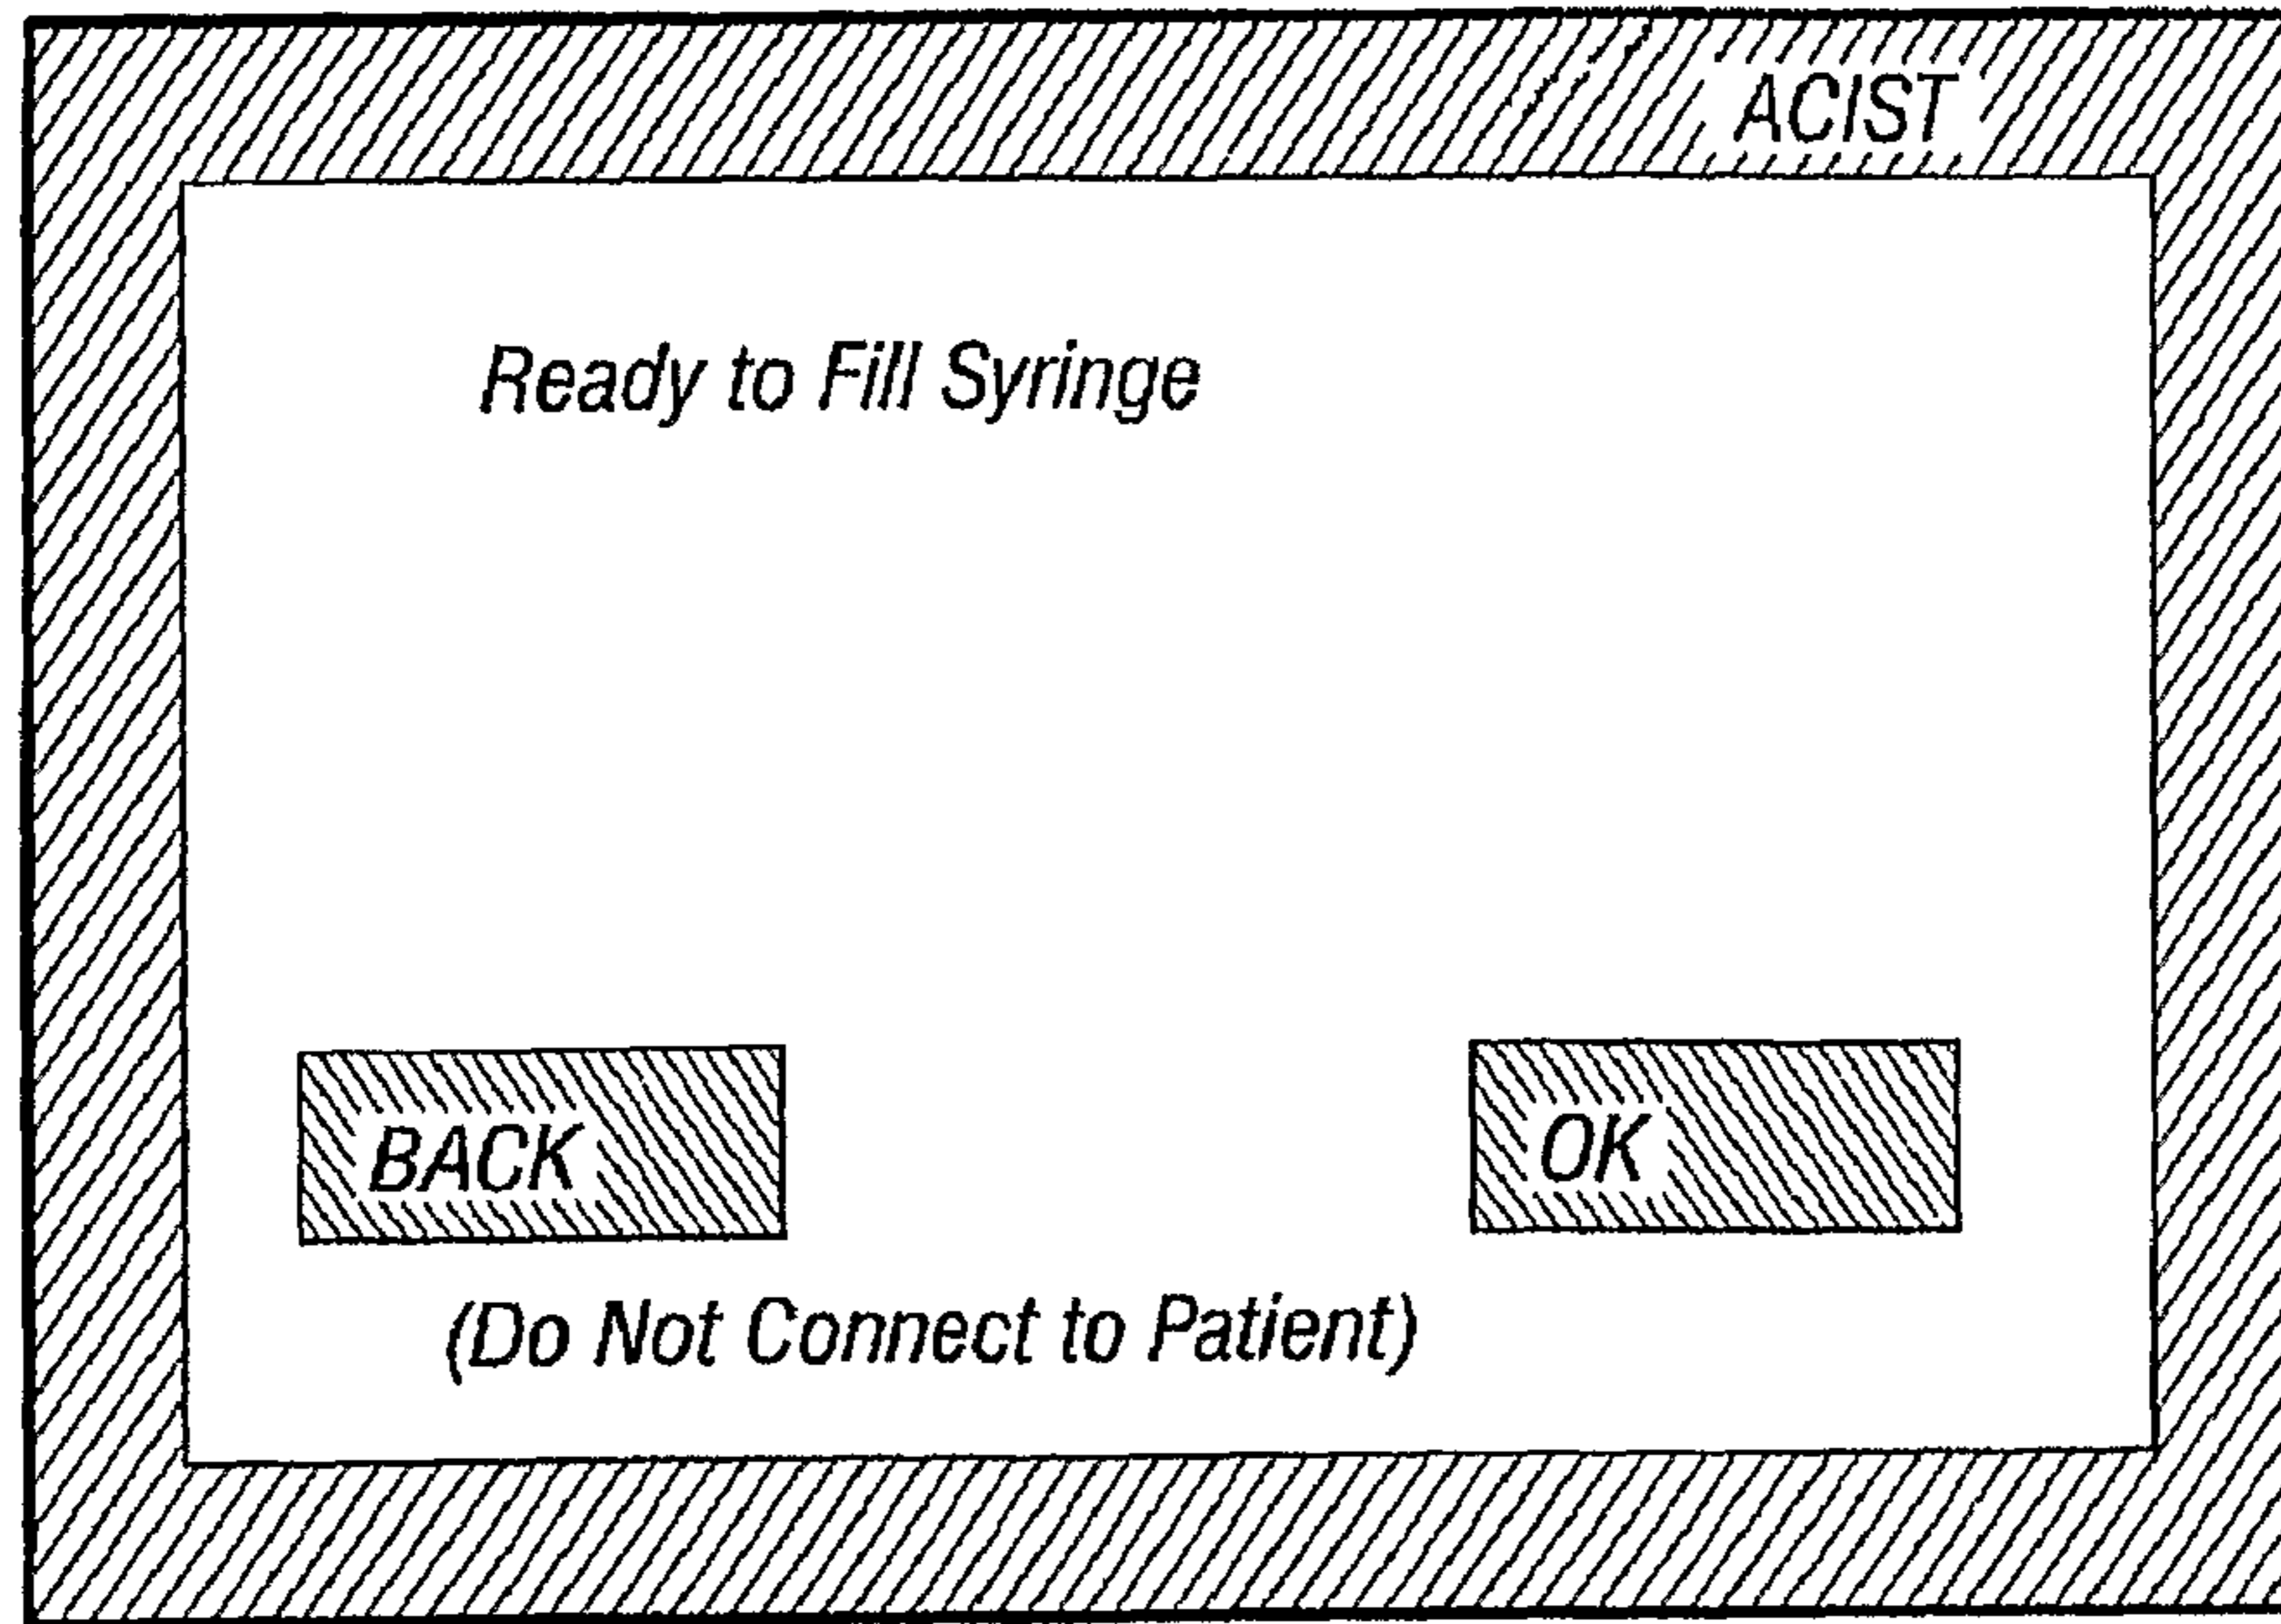 ACIST
Ready to Fill Syringe
BACK
OK
(Do Not Connect to Patient)